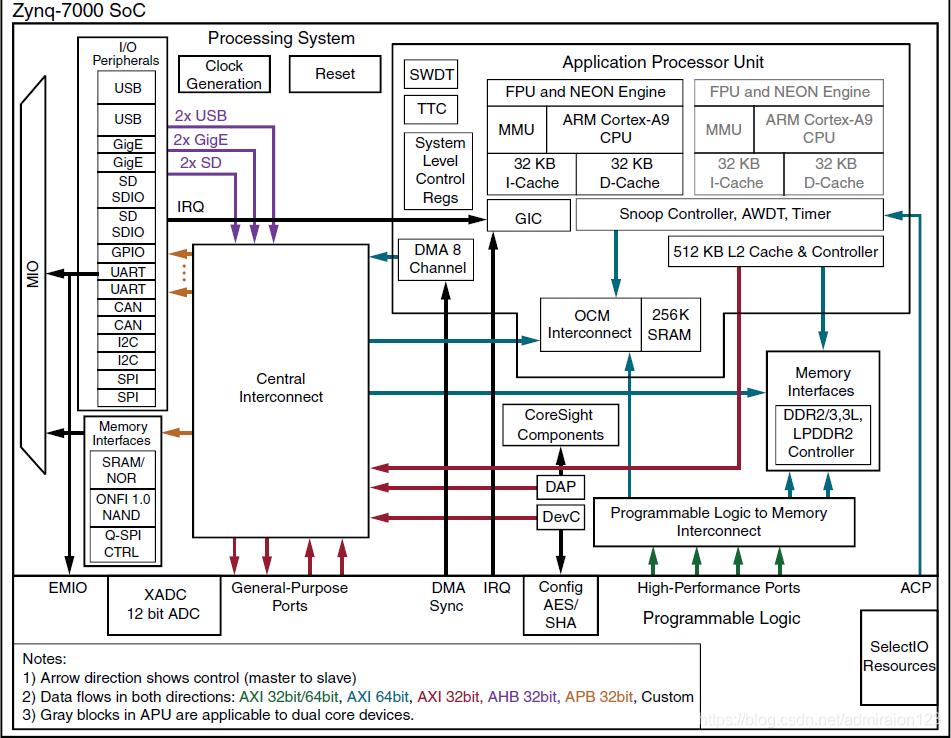 Zynq-7000 SoC
Processing System
I/O
Peripherals
USB
USB
GigE
GigE
SD
SDIO
SD
SDIO
GPIO
UART
UART
CAN
CAN
I2C
I2C
SPI
SPI
MIO
Memory
Interfaces
SRAM/
NOR
ONFI 1.0
NAND
Q-SPI
CTRL
Clock
Generation
Reset
2x USB
2x GigE
2x SD
IRQ
Central
Interconnect
Application Processor Unit
SWDT
TTC
System
Level
Control
Regs
FPU and NEON Engine
MMU
ARM Cortex-A9
CPU
32 KB
I-Cache
32 KB
D-Cache
FPU and NEON Engine
MMU
ARM Cortex-A9
CPU
32 KB
I-Cache
32 KB
D-Cache
GIC
Snoop Controller, AWDT, Timer
DMA 8
Channel
512 KB L2 Cache & Controller
OCM
Interconnect
256K
SRAM
Memory
Interfaces
DDR2/3,3L,
LPDDR2
Controller
CoreSight
Components
DAP
DevC
Programmable Logic to Memory
Interconnect
EMIO
XADC
12 bit ADC
General-Purpose
Ports
DMA
Sync
IRQ
Config
AES/
SHA
High-Performance Ports
ACP
Programmable Logic
SelectIO
Resources
Notes:
1) Arrow direction shows control (master to slave)
2) Data flows in both directions: AXI 32bit/64bit, AXI 64bit, AXI 32bit, AHB 32bit, APB 32bit, Custom
3) Gray blocks in APU are applicable to dual core devices.